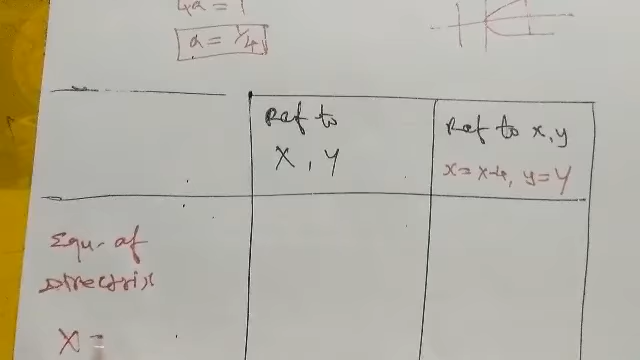 4a = 1
a = 1/4
Ref to
X, Y
Ref to x, y
x = X-4, y = Y
Equ. of
Directrix
X =